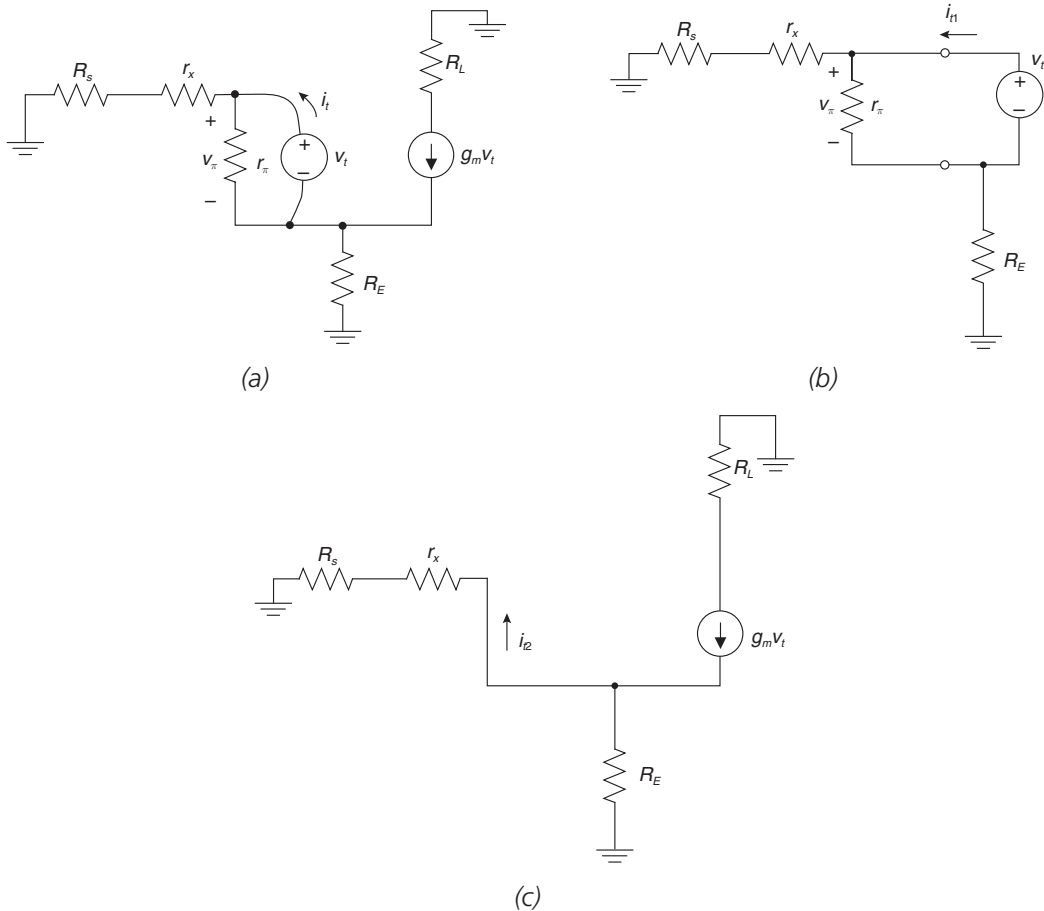 R_s
r_x
+
v_π
r_π
−
i_t
+
−
v_t
R_L
g_m v_t
R_E
(a)
R_s
r_x
i_t1
+
v_π
r_π
−
v_t
+
−
R_E
(b)
R_s
r_x
i_t2
R_L
g_m v_t
R_E
(c)